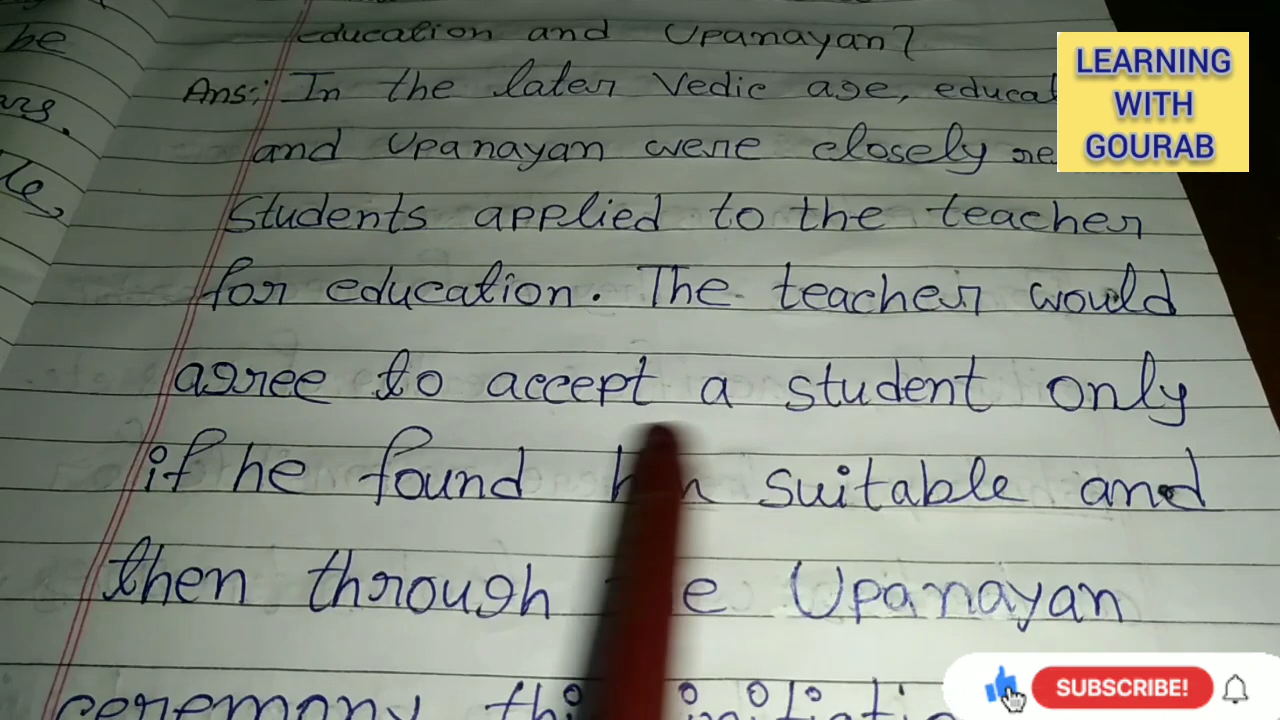 be
education and Upanayan?
Ans: In the later Vedic age, educat
and Upanayan were closely re
Students applied to the teacher
for education. The teacher would
agree to accept a student only
if he found suitable and
then through Upanayan
ceremony
LEARNING
WITH
GOURAB
SUBSCRIBE!